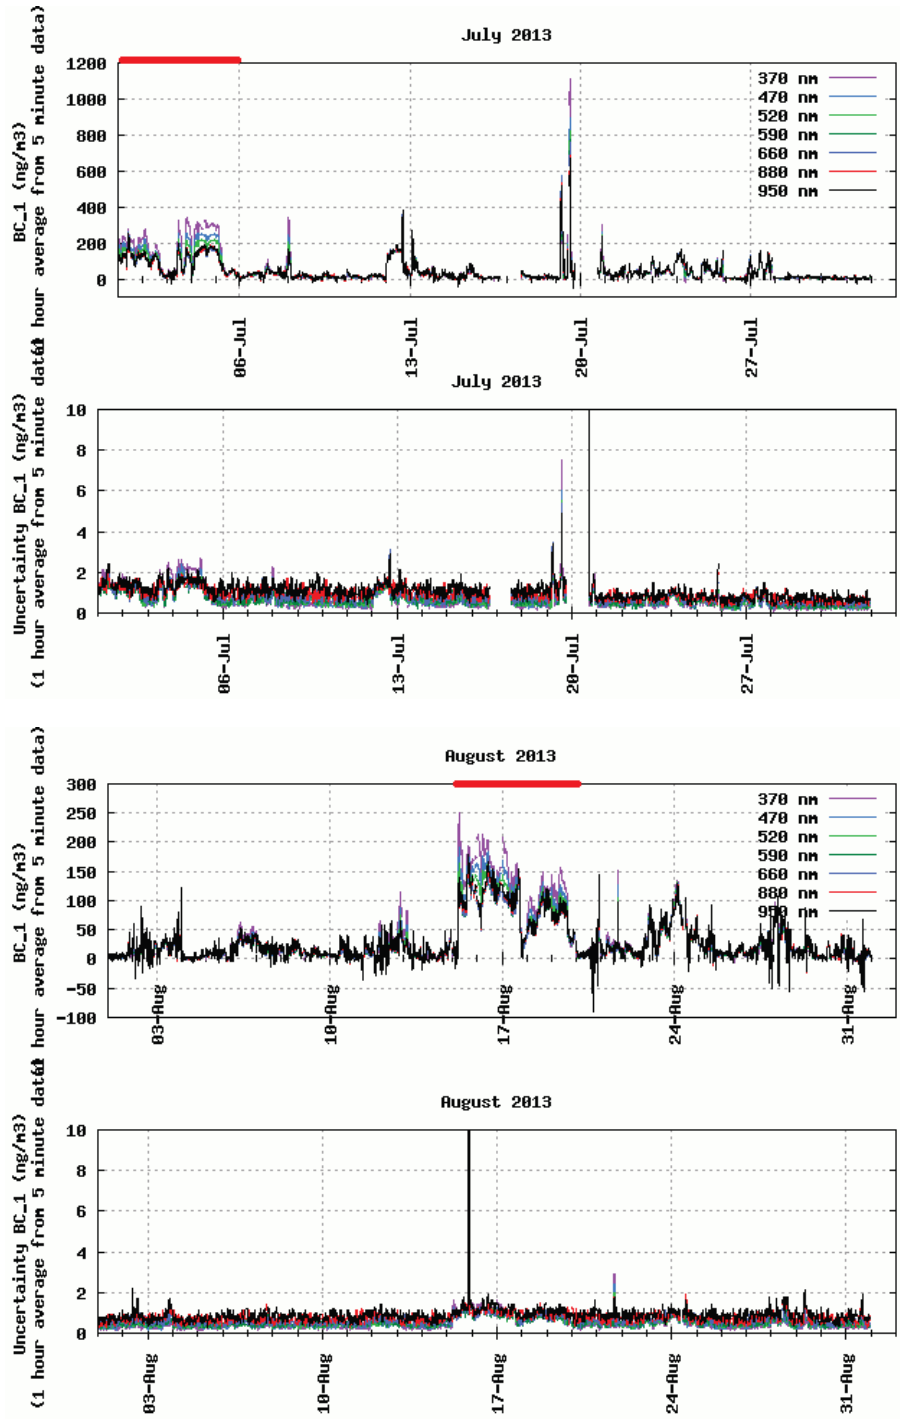 July 2013
BC_1 (ng/m3)
(1 hour average from 5 minute data)
1200
1000
800
600
400
200
0
370 nm
470 nm
520 nm
590 nm
660 nm
880 nm
950 nm
06-Jul
13-Jul
20-Jul
27-Jul
July 2013
Uncertainty BC_1 (ng/m3)
(1 hour average from 5 minute data)
10
8
6
4
2
0
06-Jul
13-Jul
20-Jul
27-Jul
August 2013
BC_1 (ng/m3)
(1 hour average from 5 minute data)
300
250
200
150
100
50
0
-50
-100
370 nm
470 nm
520 nm
590 nm
660 nm
880 nm
950 nm
03-Aug
10-Aug
17-Aug
24-Aug
31-Aug
August 2013
Uncertainty BC_1 (ng/m3)
(1 hour average from 5 minute data)
10
8
6
4
2
0
03-Aug
10-Aug
17-Aug
24-Aug
31-Aug